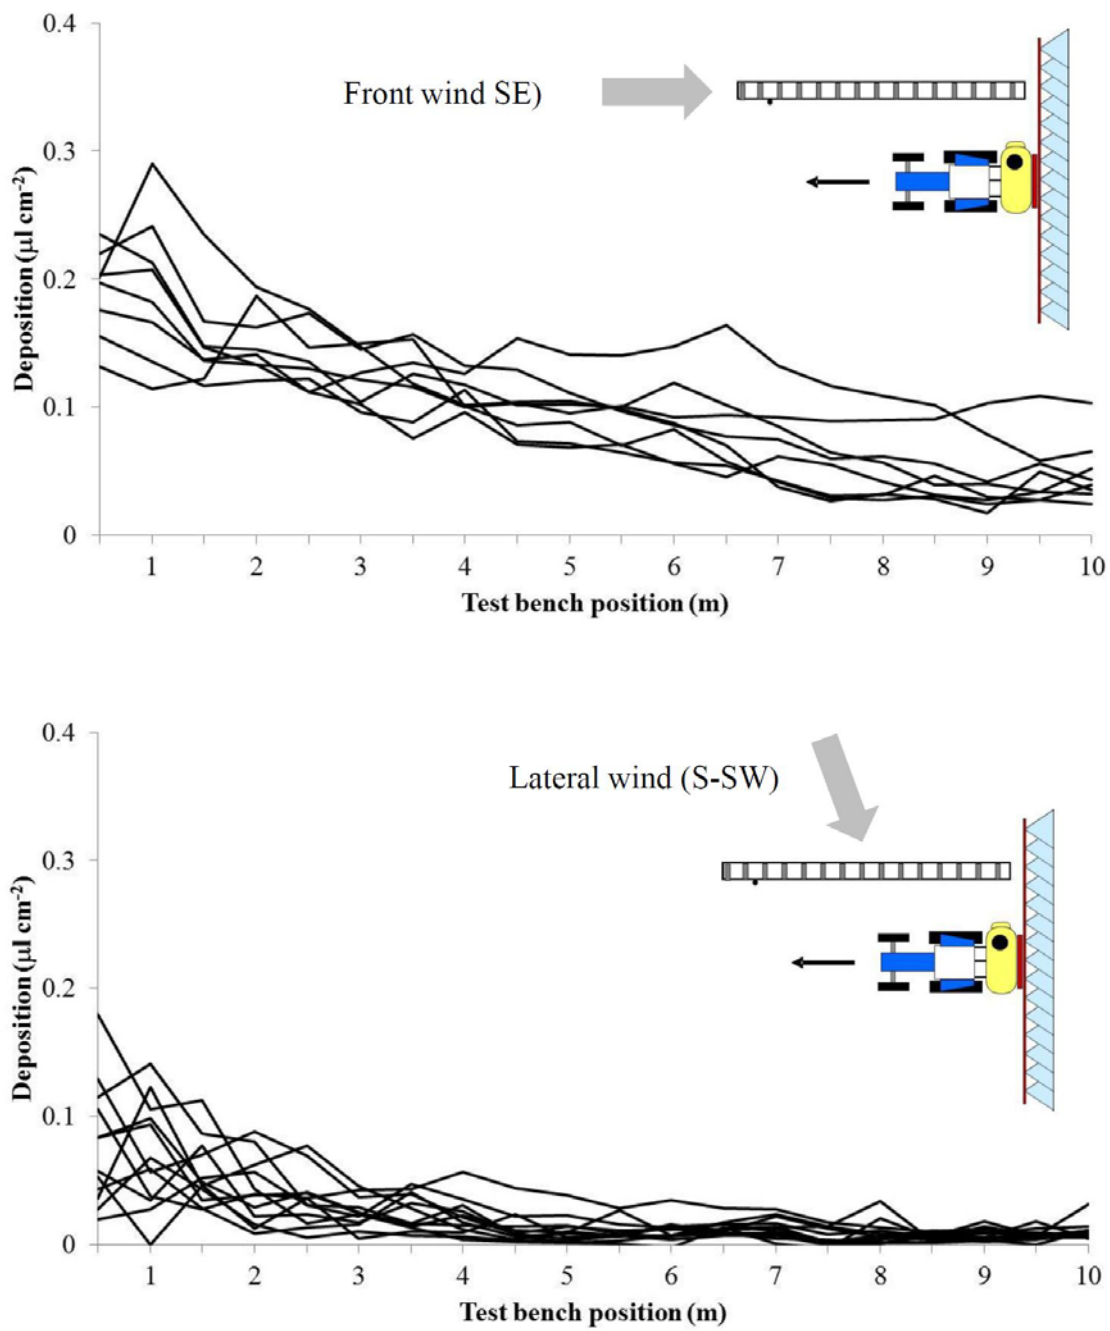 0.4
Front wind SE)
0.3
0.2
0.1
0
Deposition (µl cm-2)
1 2 3 4 5 6 7 8 9 10
Test bench position (m)
0.4
Lateral wind (S-SW)
0.3
0.2
0.1
0
Deposition (µl cm-2)
1 2 3 4 5 6 7 8 9 10
Test bench position (m)